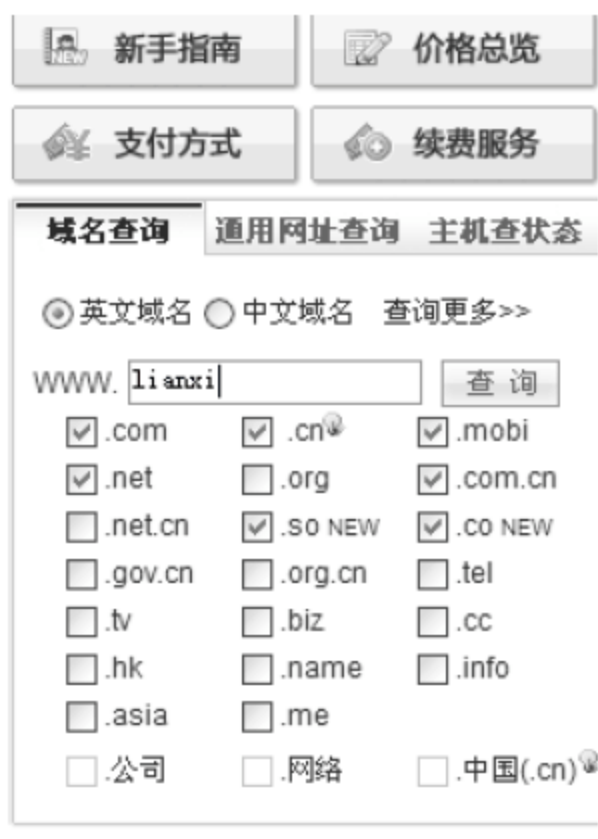 新手指南 价格总览
支付方式 续费服务
域名查询 通用网址查询 主机查状态
英文域名 中文域名 查询更多>>
www. lianxi 查 询
.com .cn .mobi
.net .org .com.cn
.net.cn .so NEW .co NEW
.gov.cn .org.cn .tel
.tv .biz .cc
.hk .name .info
.asia .me
.公司 .网络 .中国(.cn)